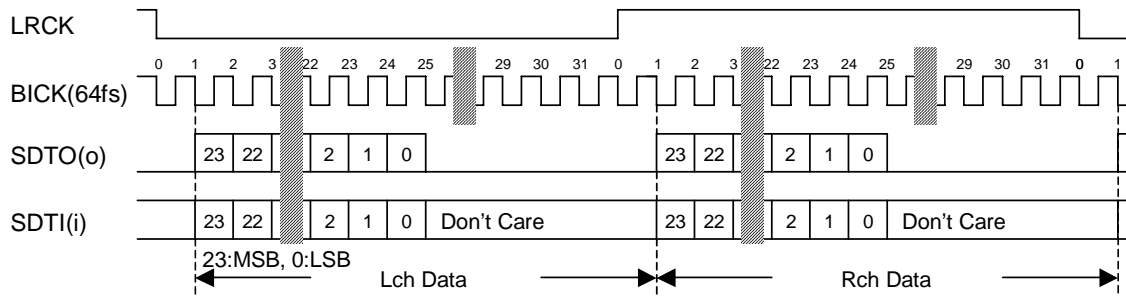 LRCK
0 1 2 3 22 23 24 25 29 30 31 0 1 2 3 22 23 24 25 29 30 31 0 1
BICK(64fs)
SDTO(o) 23 22 2 1 0 23 22 2 1 0
SDTI(i) 23 22 2 1 0 Don't Care 23 22 2 1 0 Don't Care
23:MSB, 0:LSB
Lch Data Rch Data